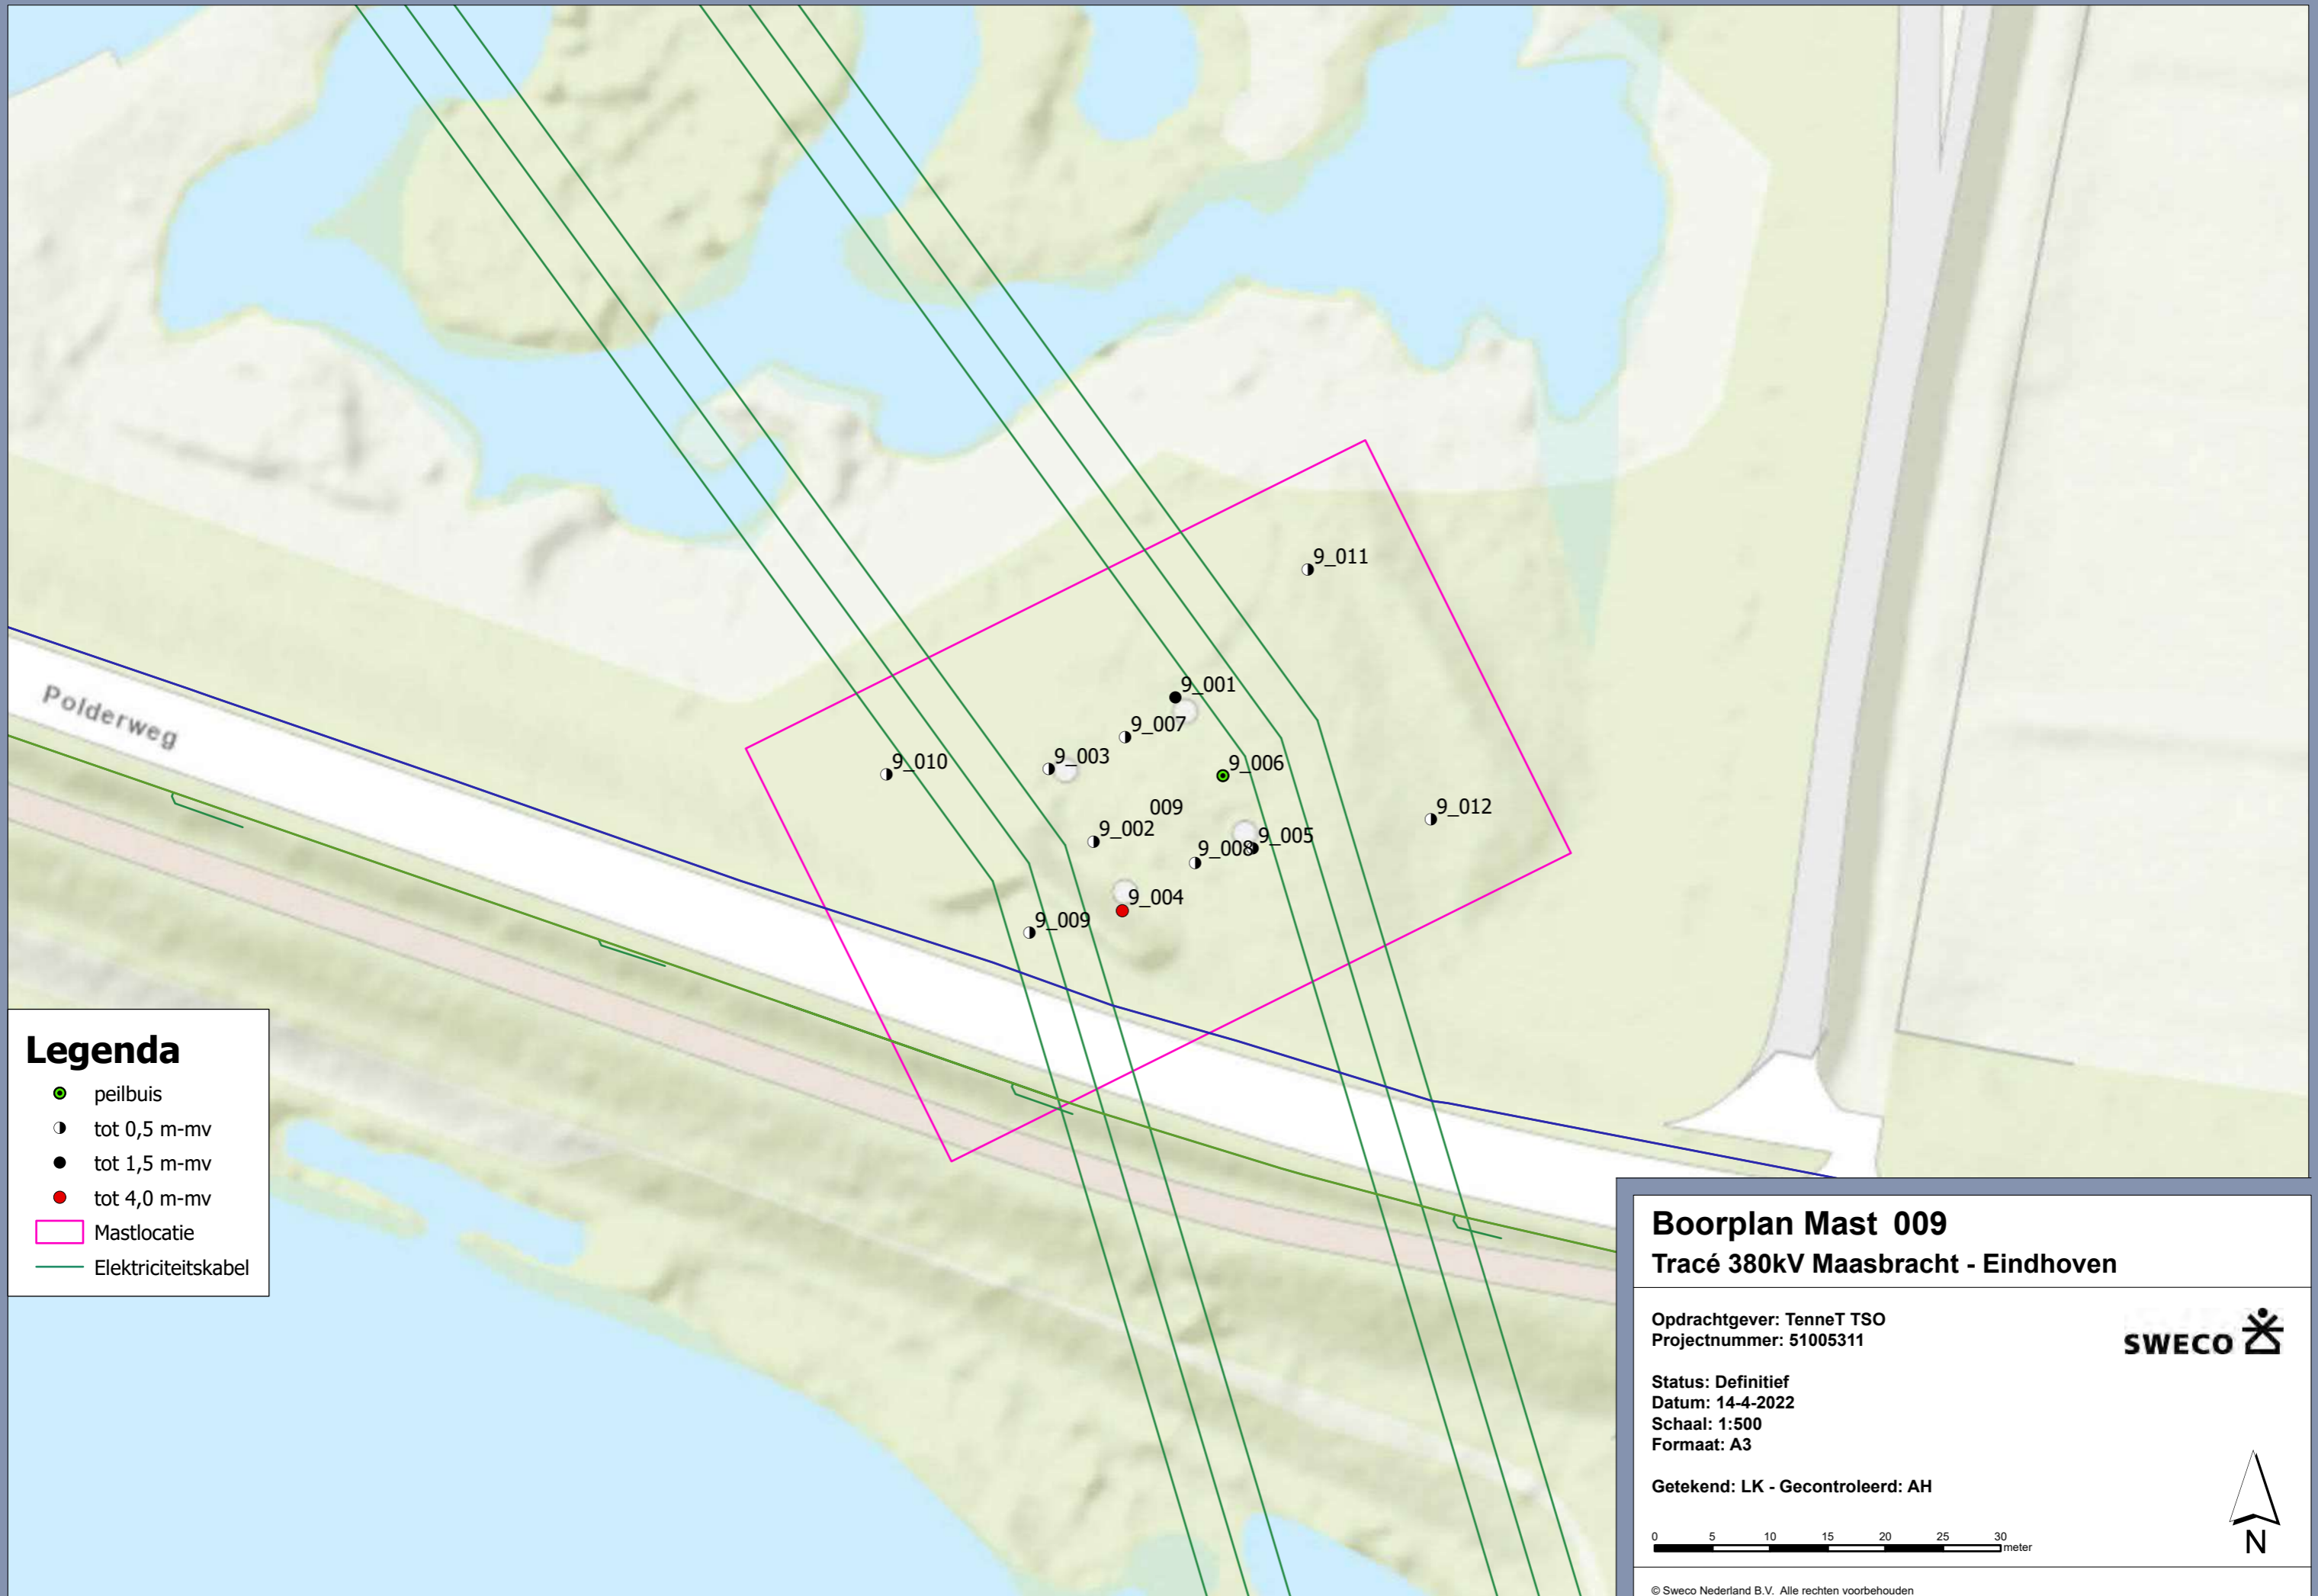 9_011
9_001
9_007
9_003
9_010
9_006
009
9_012
9_002
9_005
9_008
9_004
9_009
Polderweg
Legenda
peilbuis
tot 0,5 m-mv
tot 1,5 m-mv
tot 4,0 m-mv
Mastlocatie
Elektriciteitskabel
Boorplan Mast 009
Tracé 380kV Maasbracht - Eindhoven
Opdrachtgever: TenneT TSO
Projectnummer: 51005311
SWECO
Status: Definitief
Datum: 14-4-2022
Schaal: 1:500
Formaat: A3
Getekend: LK - Gecontroleerd: AH
0 5 10 15 20 25 30
meter
N
© Sweco Nederland B.V. Alle rechten voorbehouden